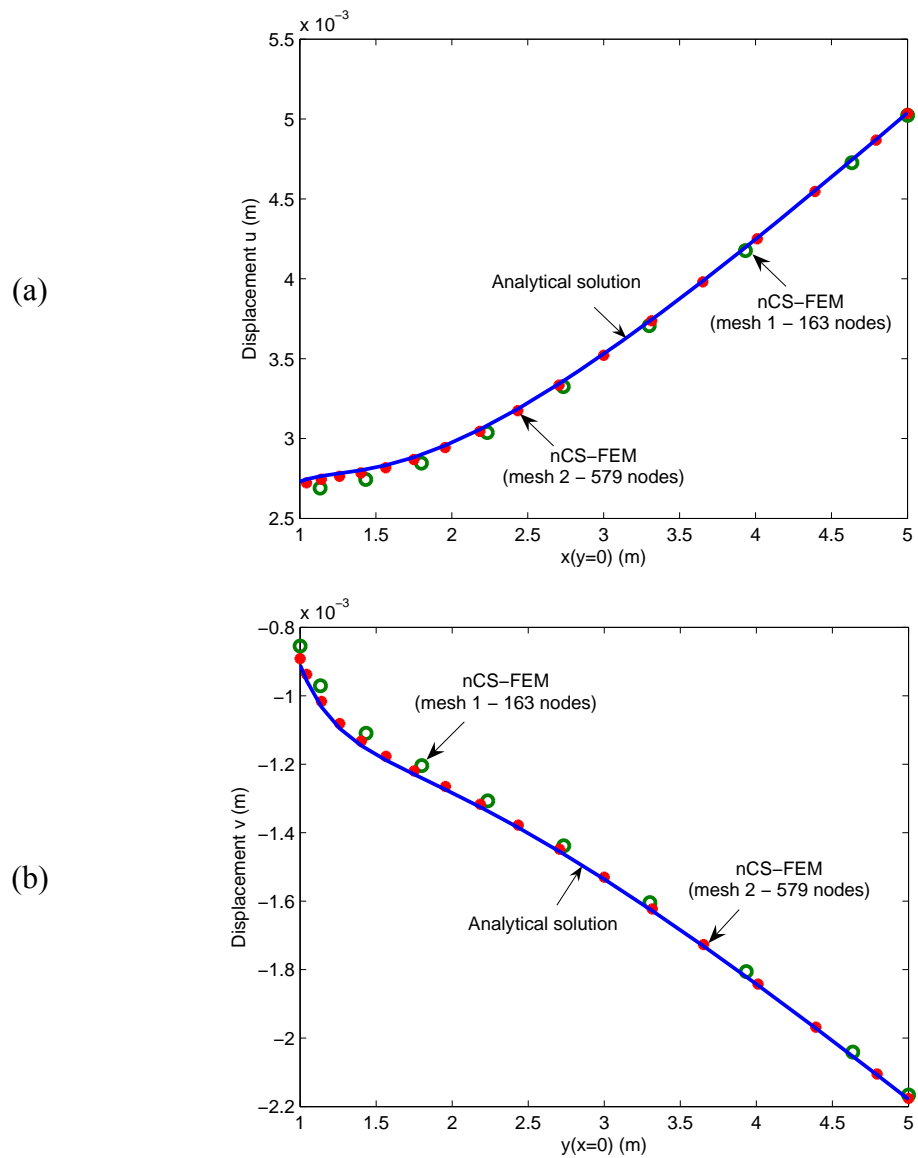 (a)
x 10−3
5.5
5
4.5
4
3.5
3
2.5
Displacement u (m)
Analytical solution
nCS−FEM
(mesh 1 − 163 nodes)
nCS−FEM
(mesh 2 − 579 nodes)
1 1.5 2 2.5 3 3.5 4 4.5 5
x(y=0) (m)
(b)
x 10−3
−0.8
−1
−1.2
−1.4
−1.6
−1.8
−2
−2.2
Displacement v (m)
nCS−FEM
(mesh 1 − 163 nodes)
nCS−FEM
(mesh 2 − 579 nodes)
Analytical solution
1 1.5 2 2.5 3 3.5 4 4.5 5
y(x=0) (m)